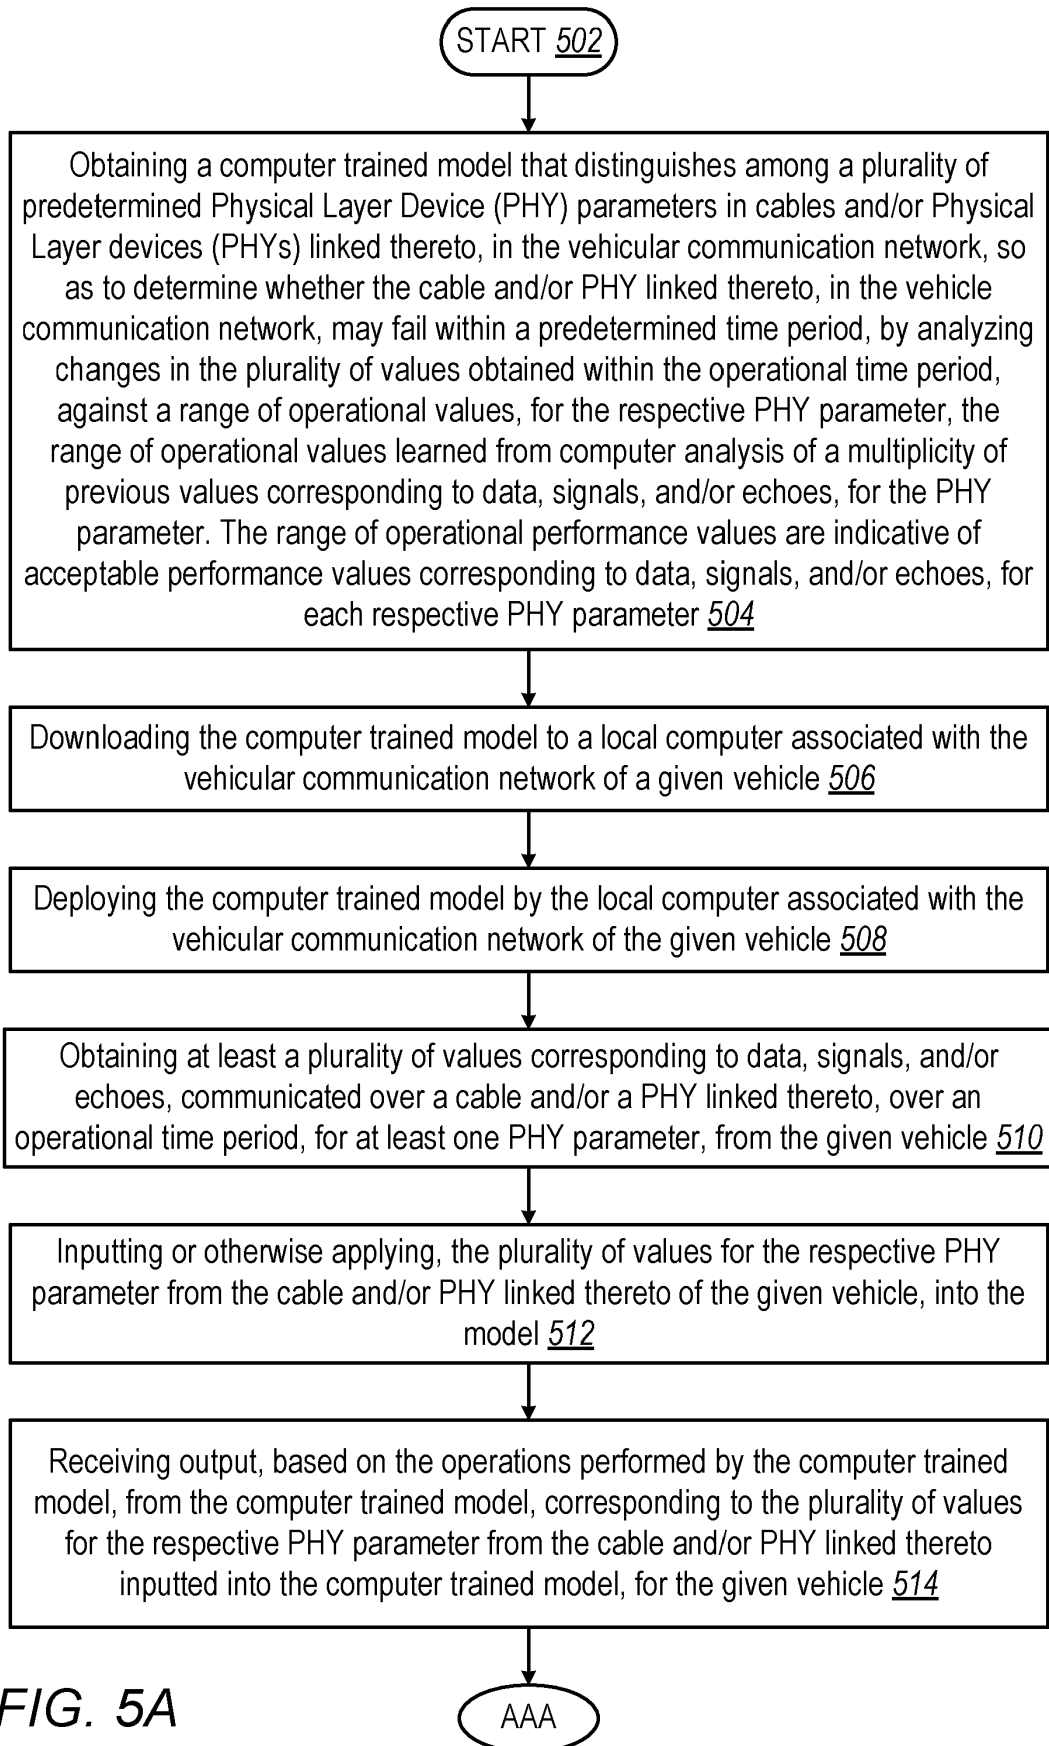 START 502
Obtaining a computer trained model that distinguishes among a plurality of
predetermined Physical Layer Device (PHY) parameters in cables and/or Physical
Layer devices (PHYs) linked thereto, in the vehicular communication network, so
as to determine whether the cable and/or PHY linked thereto, in the vehicle
communication network, may fail within a predetermined time period, by analyzing
changes in the plurality of values obtained within the operational time period,
against a range of operational values, for the respective PHY parameter, the
range of operational values learned from computer analysis of a multiplicity of
previous values corresponding to data, signals, and/or echoes, for the PHY
parameter. The range of operational performance values are indicative of
acceptable performance values corresponding to data, signals, and/or echoes, for
each respective PHY parameter 504
Downloading the computer trained model to a local computer associated with the
vehicular communication network of a given vehicle 506
Deploying the computer trained model by the local computer associated with the
vehicular communication network of the given vehicle 508
Obtaining at least a plurality of values corresponding to data, signals, and/or
echoes, communicated over a cable and/or a PHY linked thereto, over an
operational time period, for at least one PHY parameter, from the given vehicle 510
Inputting or otherwise applying, the plurality of values for the respective PHY
parameter from the cable and/or PHY linked thereto of the given vehicle, into the
model 512
Receiving output, based on the operations performed by the computer trained
model, from the computer trained model, corresponding to the plurality of values
for the respective PHY parameter from the cable and/or PHY linked thereto
inputted into the computer trained model, for the given vehicle 514
FIG. 5A
AAA